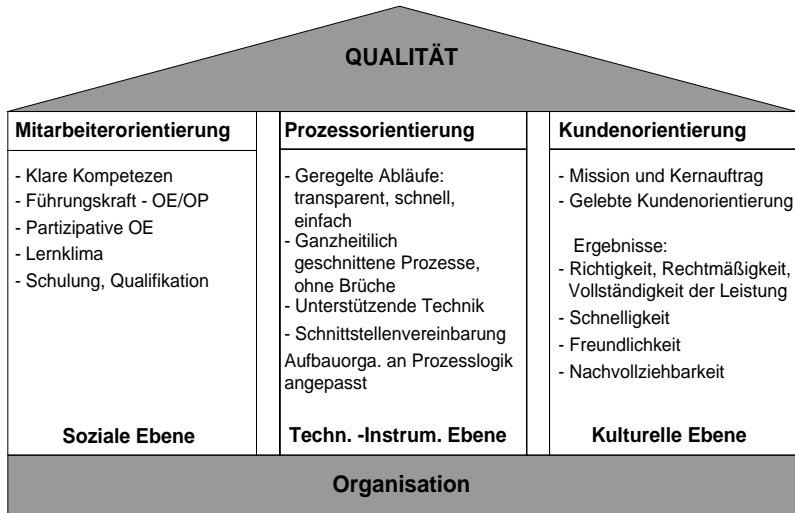 QUALITÄT
Mitarbeiterorientierung
- Klare Kompetezen
- Führungskraft - OE/OP
- Partizipative OE
- Lernklima
- Schulung, Qualifikation
Soziale Ebene
Prozessorientierung
- Geregelte Abläufe:
transparent, schnell,
einfach
- Ganzheitilich
geschnittene Prozesse,
ohne Brüche
- Unterstützende Technik
- Schnittstellenvereinbarung
Aufbauorga. an Prozesslogik
angepasst
Techn. -Instrum. Ebene
Kundenorientierung
- Mission und Kernauftrag
- Gelebte Kundenorientierung
Ergebnisse:
- Richtigkeit, Rechtmäßigkeit,
Vollständigkeit der Leistung
- Schnelligkeit
- Freundlichkeit
- Nachvollziehbarkeit
Kulturelle Ebene
Organisation